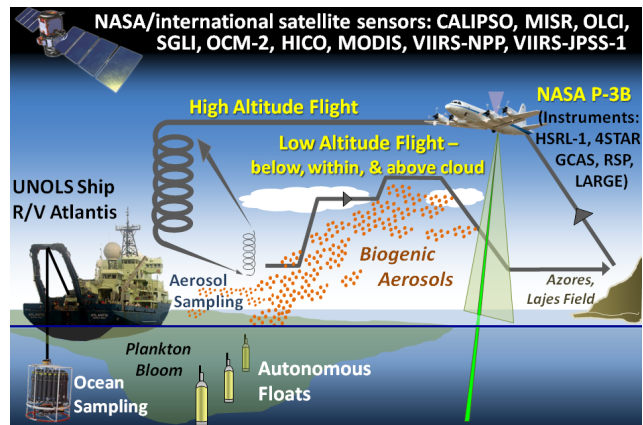 NASA/international satellite sensors: CALIPSO, MISR, OLCI,
SGLI, OCM-2, HICO, MODIS, VIIRS-NPP, VIIRS-JPSS-1
High Altitude Flight
NASA P-3B
(Instruments:
HSRL-1, 4STAR
GCAS, RSP,
LARGE)
Low Altitude Flight –
below, within, & above cloud
UNOLS Ship
R/V Atlantis
Biogenic
Aerosols
Aerosol
Sampling
Azores,
Lajes Field
Plankton
Bloom
Autonomous
Floats
Ocean
Sampling